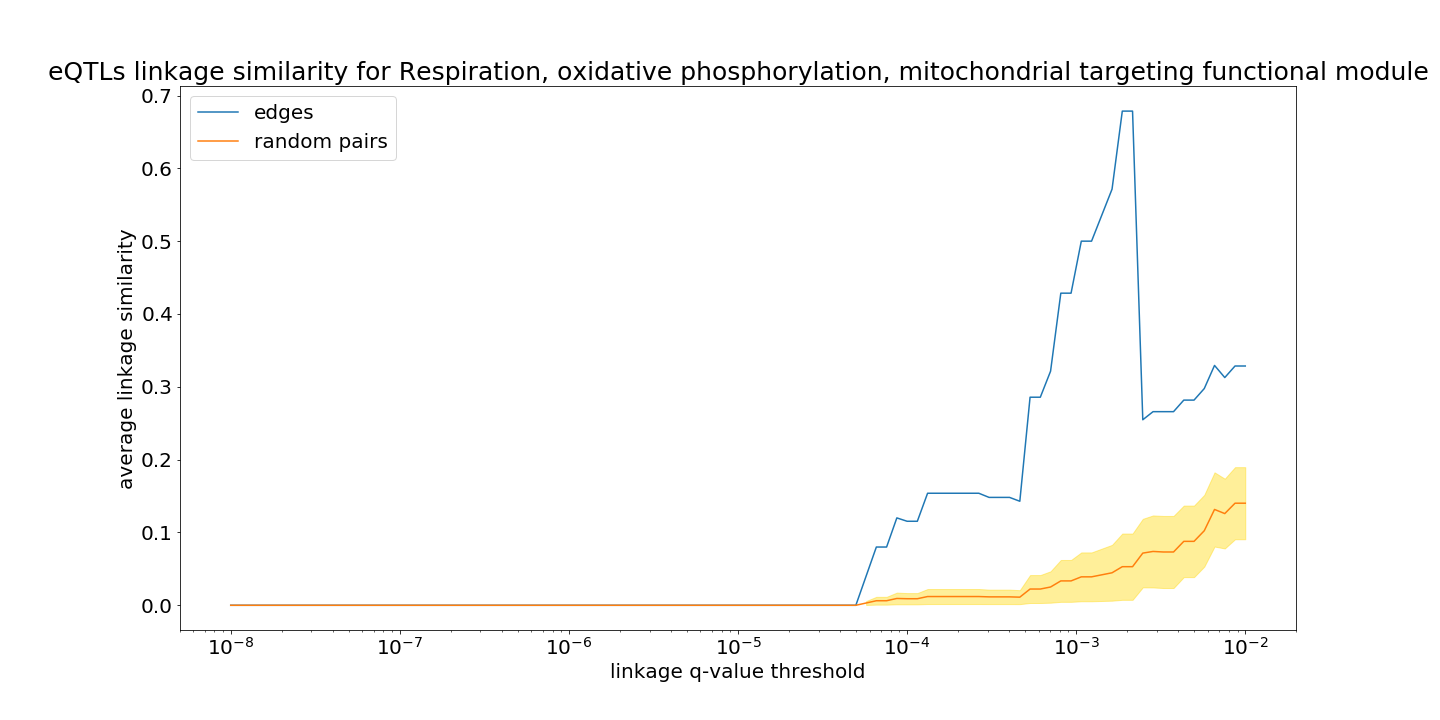 eQTLs linkage similarity for Respiration, oxidative phosphorylation, mitochondrial targeting functional module
edges
random pairs
0.7
0.6
0.5
0.4
0.3
0.2
0.1
0.0
average linkage similarity
10⁻⁸ 10⁻⁷ 10⁻⁶ 10⁻⁵ 10⁻⁴ 10⁻³ 10⁻²
linkage q-value threshold